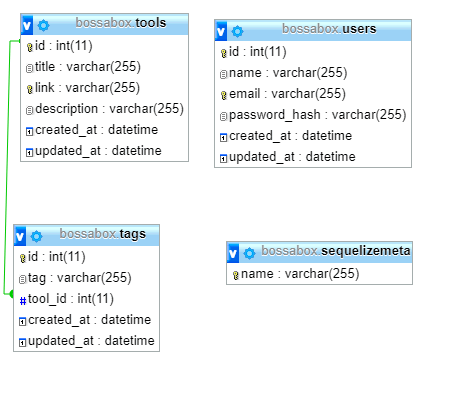 bossabox.tools
id : int(11)
title : varchar(255)
link : varchar(255)
description : varchar(255)
created_at : datetime
updated_at : datetime
bossabox.users
id : int(11)
name : varchar(255)
email : varchar(255)
password_hash : varchar(255)
created_at : datetime
updated_at : datetime
bossabox.tags
id : int(11)
tag : varchar(255)
# tool_id : int(11)
created_at : datetime
updated_at : datetime
bossabox.sequelizemeta
name : varchar(255)